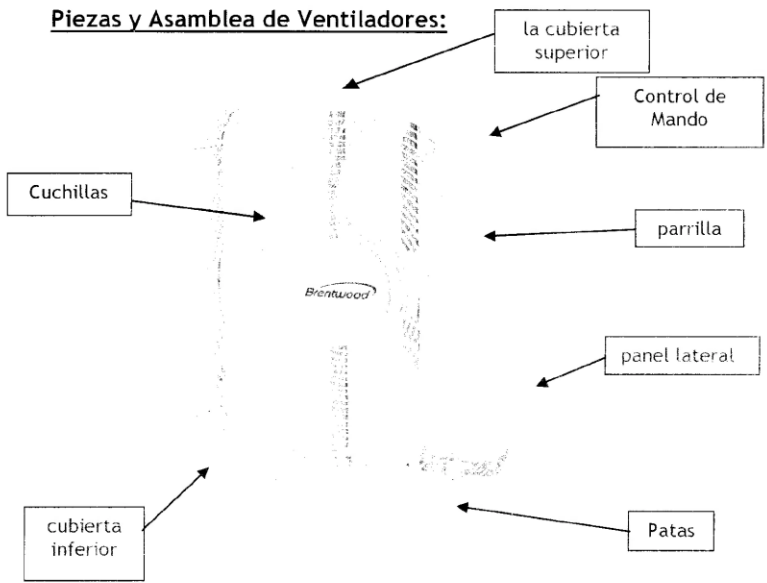 Piezas y Asamblea de Ventiladores:
la cubierta
superior
Control de
Mando
Cuchillas
parrilla
Brentwood
panel lateral
cubierta
inferior
Patas